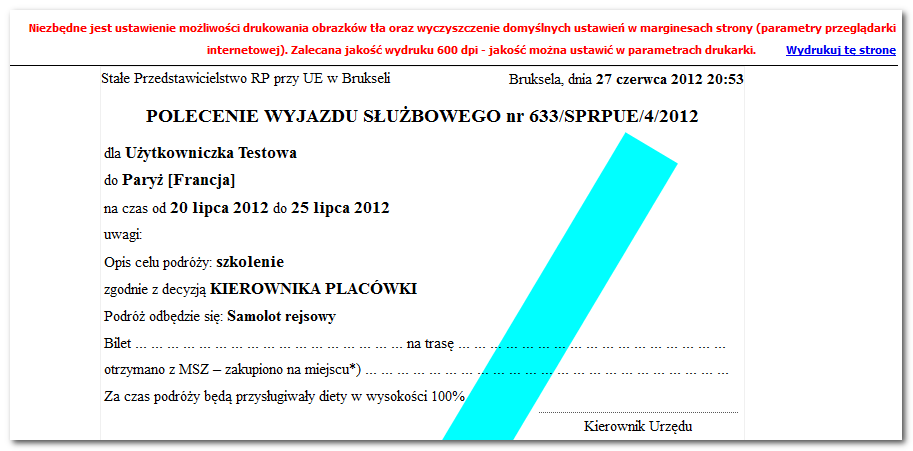 Niezbędne jest ustawienie możliwości drukowania obrazków tła oraz wyczyszczenie domyślnych ustawień w marginesach strony (parametry przeglądarki
internetowej). Zalecana jakość wydruku 600 dpi - jakość można ustawić w parametrach drukarki. Wydrukuj tę stronę
Stałe Przedstawicielstwo RP przy UE w Brukseli Bruksela, dnia 27 czerwca 2012 20:53
POLECENIE WYJAZDU SŁUŻBOWEGO nr 633/SPRPUE/4/2012
dla Użytkowniczka Testowa
do Paryż [Francja]
na czas od 20 lipca 2012 do 25 lipca 2012
uwagi:
Opis celu podróży: szkolenie
zgodnie z decyzją KIEROWNIKA PLACÓWKI
Podróż odbędzie się: Samolot rejsowy
Bilet ... ... ... ... ... ... ... ... ... ... ... ... ... ... ... na trasę ... ... ... ... ... ... ... ... ... ... ... ... ... ... ...
otrzymano z MSZ – zakupiono na miejscu*) ... ... ... ... ... ... ... ... ... ... ... ... ... ... ... ... ... ... ... ...
Za czas podróży będą przysługiwały diety w wysokości 100%
Kierownik Urzędu